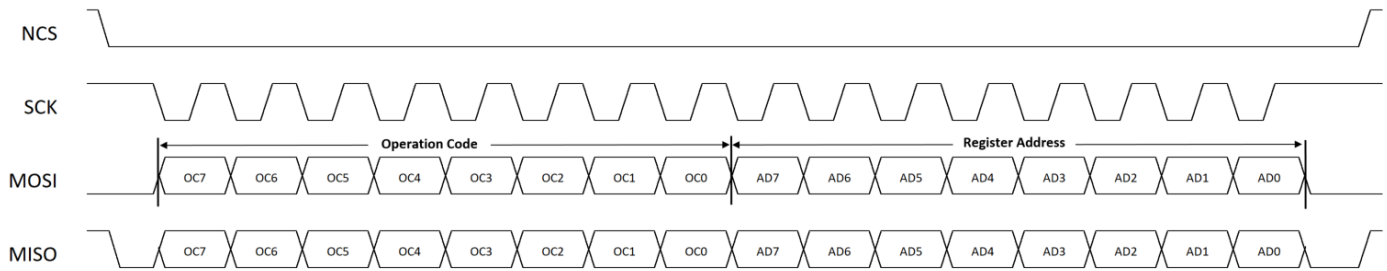 NCS
SCK
Operation Code Register Address
MOSI OC7 OC6 OC5 OC4 OC3 OC2 OC1 OC0 AD7 AD6 AD5 AD4 AD3 AD2 AD1 AD0
MISO OC7 OC6 OC5 OC4 OC3 OC2 OC1 OC0 AD7 AD6 AD5 AD4 AD3 AD2 AD1 AD0